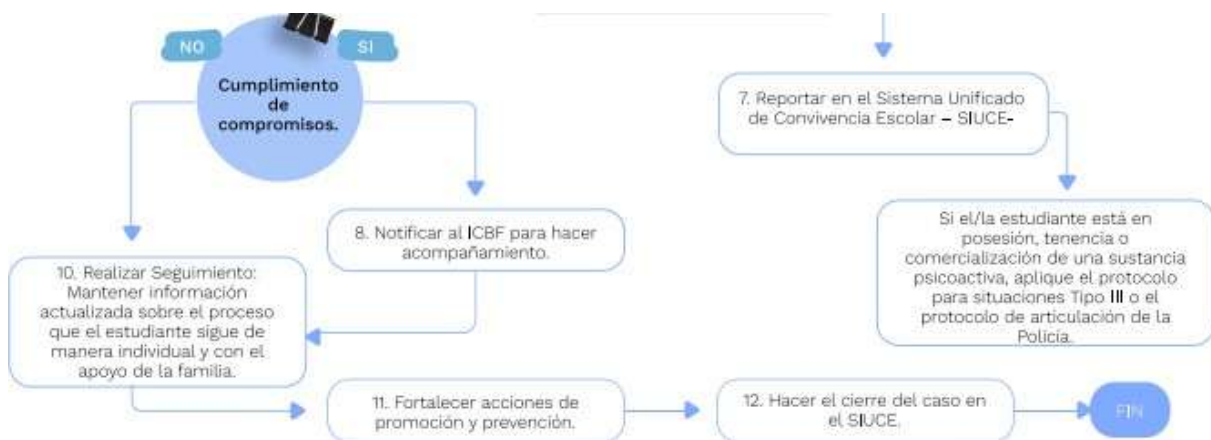 NO
SI
Cumplimiento
de
compromisos.
7. Reportar en el Sistema Unificado
de Convivencia Escolar – SIUCE-
8. Notificar al ICBF para hacer
acompañamiento.
Si el/la estudiante está en
posesión, tenencia o
comercialización de una sustancia
psicoactiva, aplique el protocolo
para situaciones Tipo III o el
protocolo de articulación de la
Policía.
10. Realizar Seguimiento:
Mantener información
actualizada sobre el proceso
que el estudiante sigue de
manera individual y con el
apoyo de la familia.
11. Fortalecer acciones de
promoción y prevención.
12. Hacer el cierre del caso en
el SIUCE.
FIN